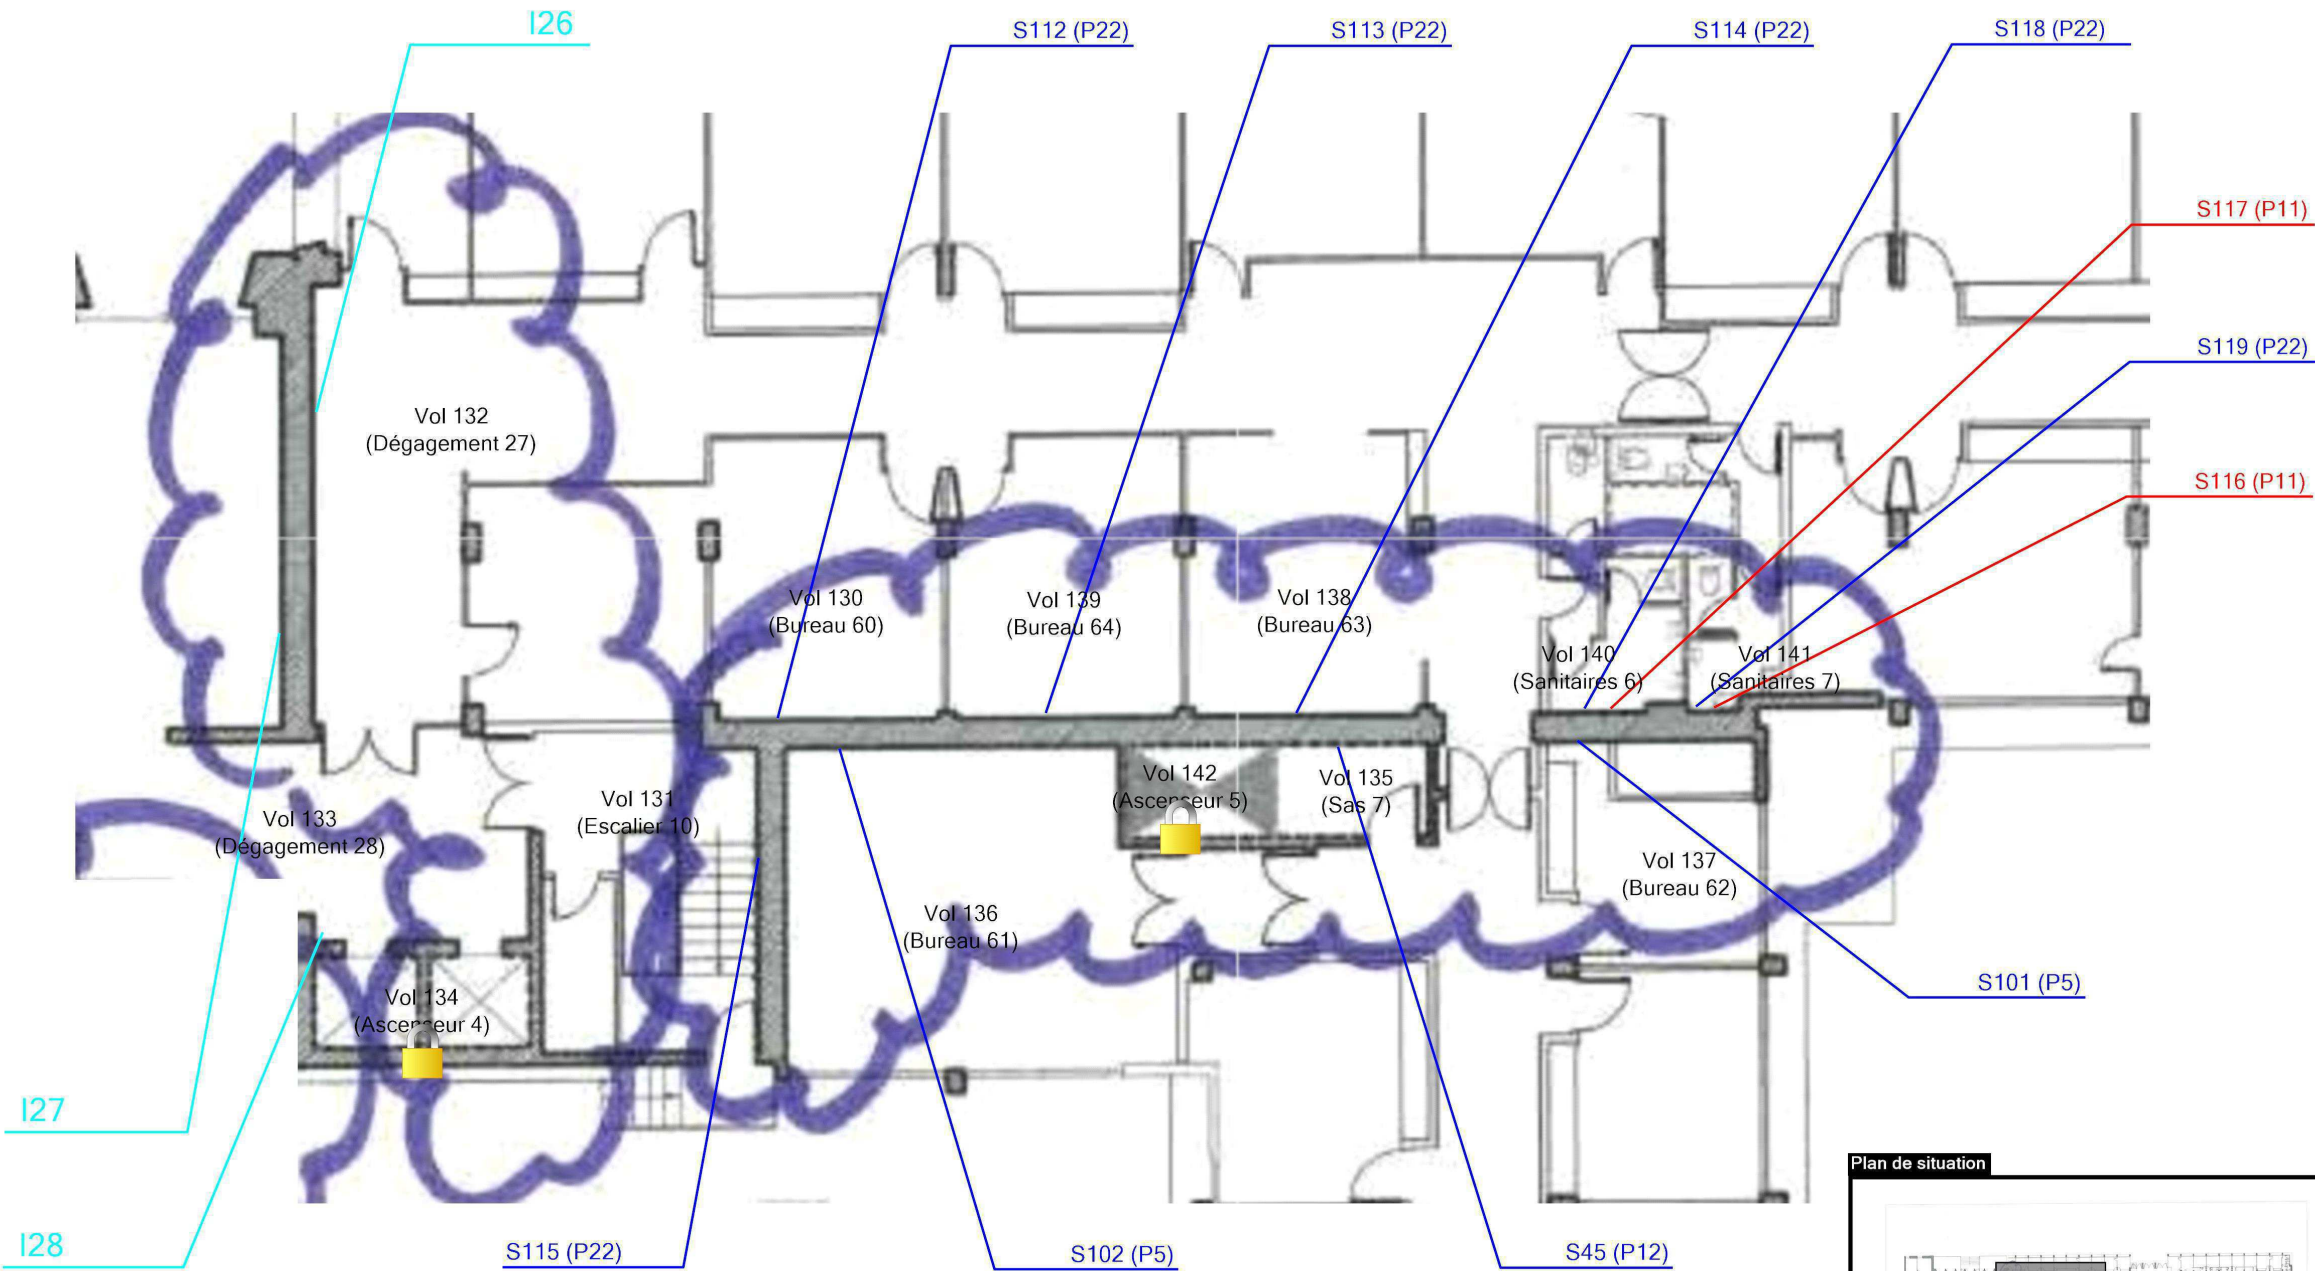 I26
S112 (P22)
S113 (P22)
S114 (P22)
S118 (P22)
S117 (P11)
S119 (P22)
S116 (P11)
Vol 132
(Dégagement 27)
Vol 130
(Bureau 60)
Vol 139
(Bureau 64)
Vol 138
(Bureau 63)
Vol 140
(Sanitaires 6)
Vol 141
(Sanitaires 7)
Vol 133
(Dégagement 28)
Vol 131
(Escalier 10)
Vol 142
(Ascenseur 5)
Vol 135
(Sas 7)
Vol 137
(Bureau 62)
Vol 136
(Bureau 61)
Vol 134
(Ascenseur 4)
S101 (P5)
I27
I28
S115 (P22)
S102 (P5)
S45 (P12)
Plan de situation